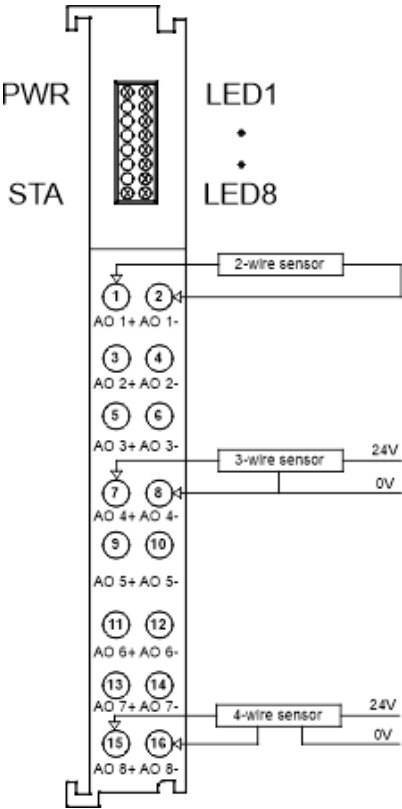 PWR LED1
STA LED8
2-wire sensor
1 2
AO 1+ AO 1-
3 4
AO 2+ AO 2-
5 6
AO 3+ AO 3-
3-wire sensor 24V
7 8 0V
AO 4+ AO 4-
9 10
AO 5+ AO 5-
11 12
AO 6+ AO 6-
13 14
AO 7+ AO 7-
4-wire sensor 24V
15 16 0V
AO 8+ AO 8-